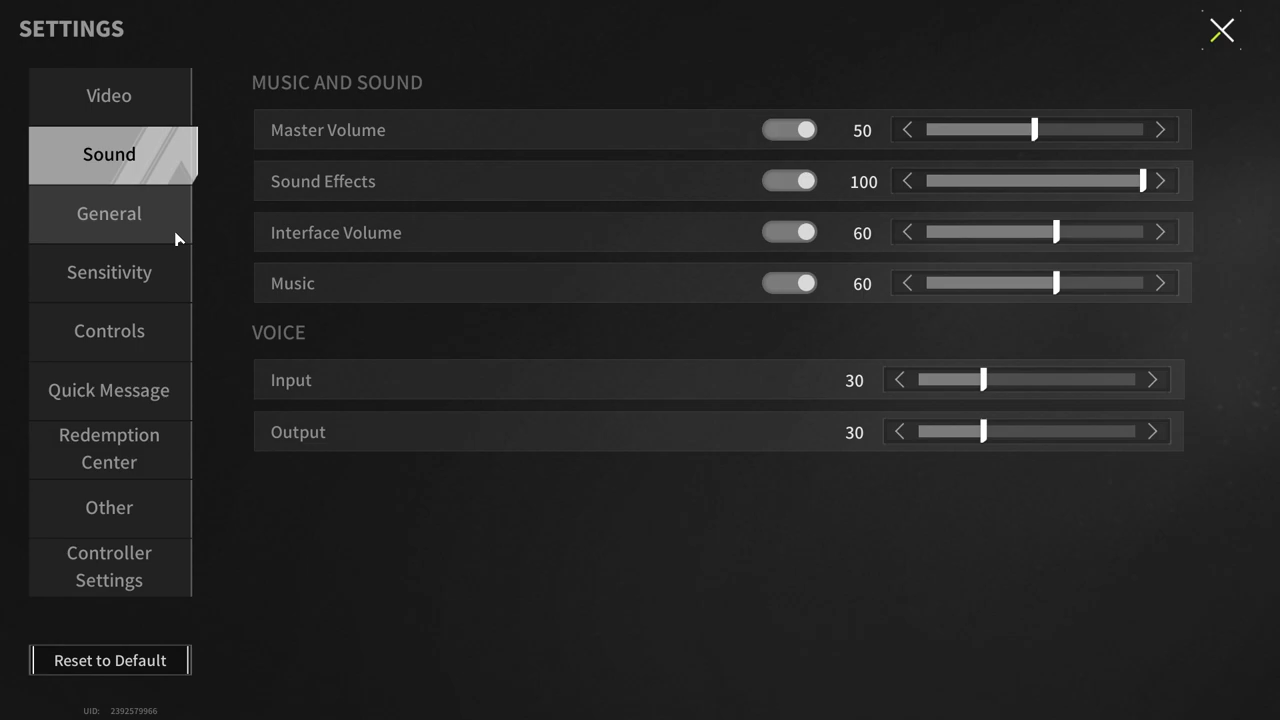 SETTINGS
Video
Sound
General
Sensitivity
Controls
Quick Message
Redemption
Center
Other
Controller
Settings
Reset to Default
UID: 2392579966
MUSIC AND SOUND
Master Volume 50
Sound Effects 100
Interface Volume 60
Music 60
VOICE
Input 30
Output 30